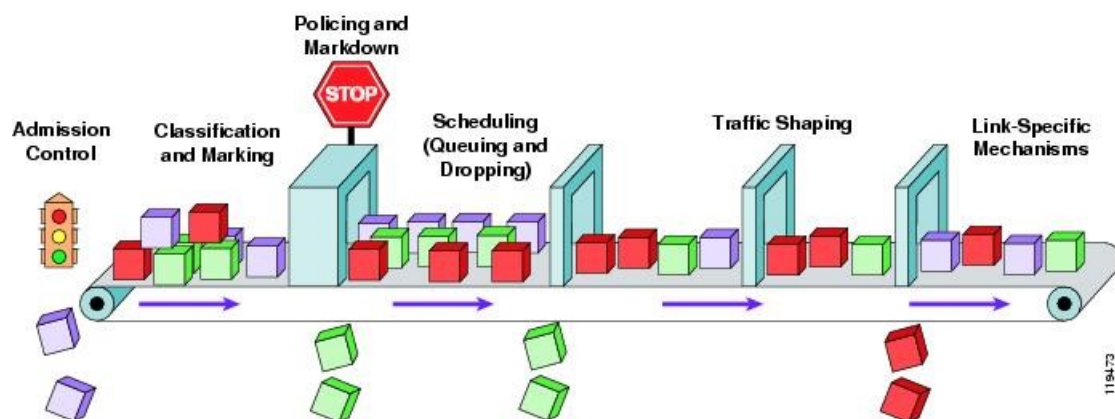 Policing and
Markdown
STOP
Admission
Control
Classification
and Marking
Scheduling
(Queuing and
Dropping)
Traffic Shaping
Link-Specific
Mechanisms
119473